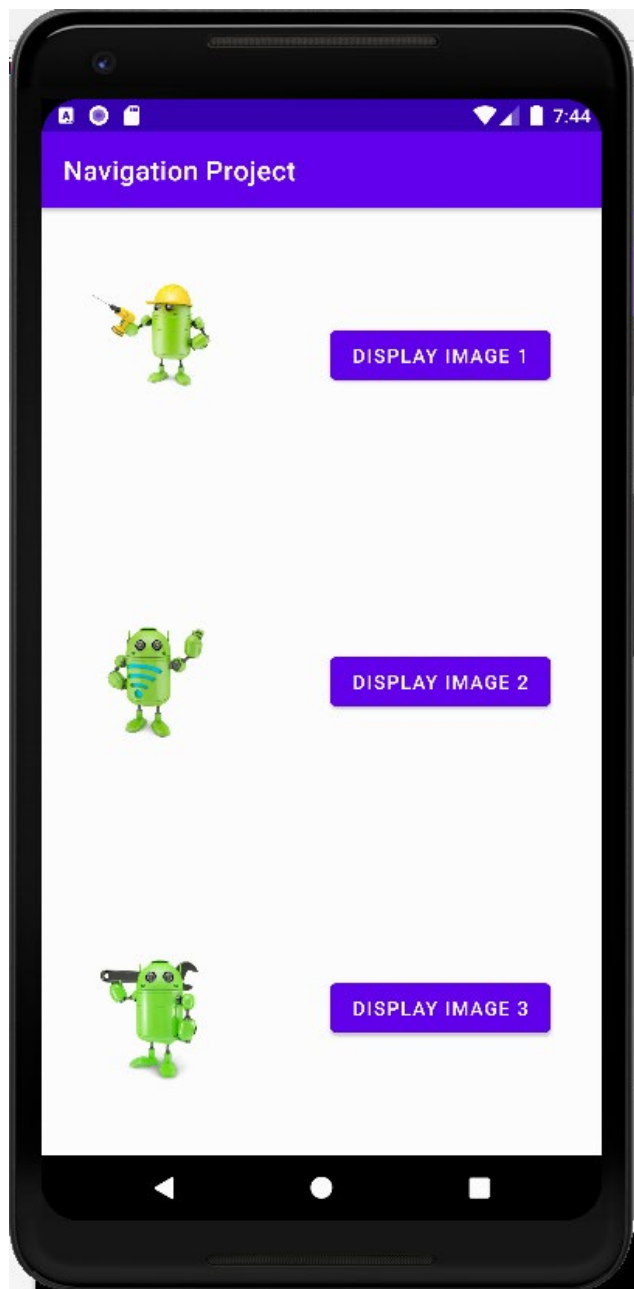 7:44
Navigation Project
DISPLAY IMAGE 1
DISPLAY IMAGE 2
DISPLAY IMAGE 3